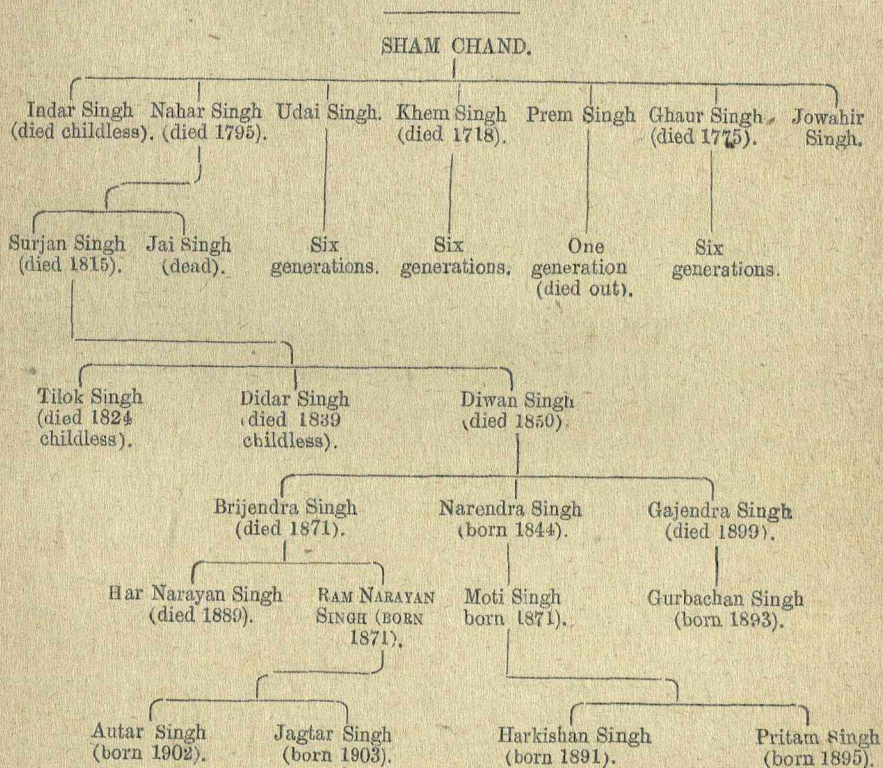 SHAM CHAND.
Indar Singh Nahar Singh Udai Singh. Khem Singh Prem Singh Ghaur Singh. Jowahir
(died childless). (died 1795). (died 1718). (died 1775). Singh.
Surjan Singh Jai Singh Six Six One Six
(died 1815). (dead). generations. generations. generation generations.
(died out).
Tilok Singh Didar Singh Diwan Singh
(died 1824 (died 1839 (died 1850).
childless). childless).
Brijendra Singh Narendra Singh Gajendra Singh
(died 1871). (born 1844). (died 1899).
Har Narayan Singh RAM NARAYAN Moti Singh Gurbachan Singh
(died 1889). SINGH (BORN born 1871). (born 1893).
1871).
Autar Singh Jagtar Singh Harkishan Singh Pritam Singh
(born 1902). (born 1903). (born 1891). (born 1895).